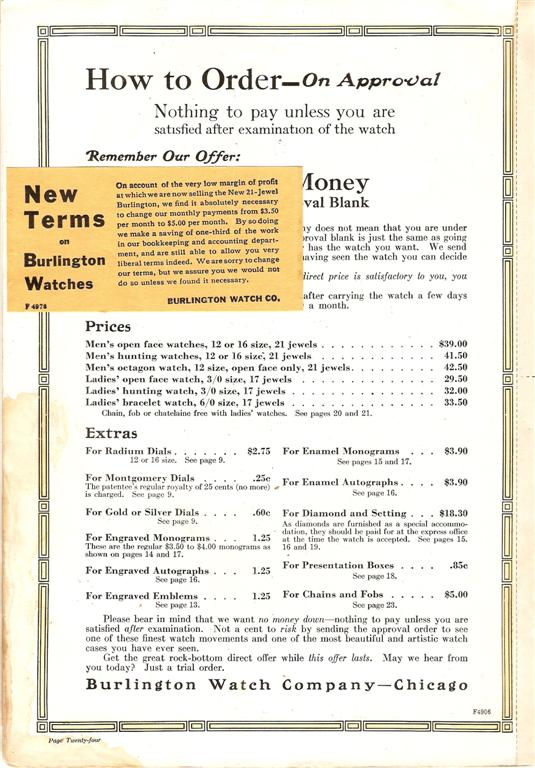 How to Order—On Approval
Nothing to pay unless you are
satisfied after examination of the watch
Remember Our Offer:
New
Terms
on
Burlington
Watches
F 4978
On account of the very low margin of profit
at which we are now selling the New 21-Jewel
Burlington, we find it absolutely necessary
to change our monthly payments from $3.50
per month to $5.00 per month. By so doing
we make a saving of one-third of the work
in our bookkeeping and accounting depart-
ment, and are still able to allow you very
liberal terms indeed. We are sorry to change
our terms, but we assure you we would not
do so unless we found it necessary.
BURLINGTON WATCH CO.
Money
val Blank
y does not mean that you are under
roval blank is just the same as going
has the watch you want. We send
aving seen the watch you can decide
direct price is satisfactory to you, you
after carrying the watch a few days
a month.
Prices
Men's open face watches, 12 or 16 size, 21 jewels . . . . . . . . . . . . $39.00
Men's hunting watches, 12 or 16 size, 21 jewels . . . . . . . . . . . . 41.50
Men's octagon watch, 12 size, open face only, 21 jewels. . . . . . . . . 42.50
Ladies' open face watch, 3/0 size, 17 jewels . . . . . . . . . . . . . 29.50
Ladies' hunting watch, 3/0 size, 17 jewels . . . . . . . . . . . . . . 32.00
Ladies' bracelet watch, 6/0 size, 17 jewels . . . . . . . . . . . . . . 33.50
Chain, fob or chatelaine free with ladies' watches. See pages 20 and 21.
Extras
For Radium Dials . . . . . . . $2.75
12 or 16 size. See page 9.
For Montgomery Dials . . . . .25c
The patentee's regular royalty of 25 cents (no more)
is charged. See page 9.
For Gold or Silver Dials . . . . .60c
See page 9.
For Engraved Monograms . . . 1.25
These are the regular $3.50 to $4.00 monograms as
shown on pages 14 and 17.
For Engraved Autographs . . . 1.25
See page 16.
For Engraved Emblems . . . . 1.25
See page 13.
For Enamel Monograms . . . $3.90
See pages 15 and 17.
For Enamel Autographs . . . . $3.90
See page 16.
For Diamond and Setting . . . $18.30
As diamonds are furnished as a special accommo-
dation, they should be paid for at the express office
at the time the watch is accepted. See pages 15.
16 and 19.
For Presentation Boxes . . . . .85c
See page 18.
For Chains and Fobs . . . . . $5.00
See page 23.
Please bear in mind that we want no money down—nothing to pay unless you are
satisfied after examination. Not a cent to risk by sending the approval order to see
one of these finest watch movements and one of the most beautiful and artistic watch
cases you have ever seen.
Get the great rock-bottom direct offer while this offer lasts. May we hear from
you today? Just a trial order.
Burlington Watch Company—Chicago
F4906
Page Twenty-four